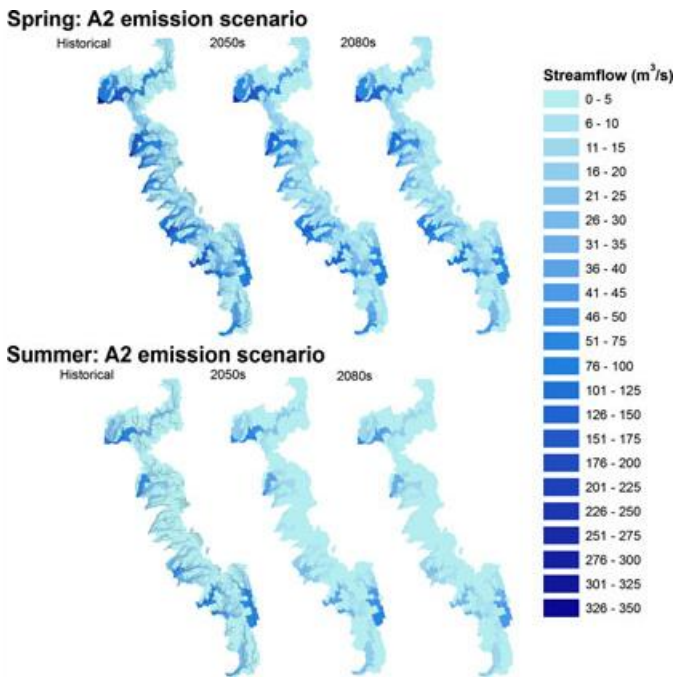 Spring: A2 emission scenario
Historical 2050s 2080s
Summer: A2 emission scenario
Historical 2050s 2080s
Streamflow (m³/s)
0 - 5
6 - 10
11 - 15
16 - 20
21 - 25
26 - 30
31 - 35
36 - 40
41 - 45
46 - 50
51 - 75
76 - 100
101 - 125
126 - 150
151 - 175
176 - 200
201 - 225
226 - 250
251 - 275
276 - 300
301 - 325
326 - 350